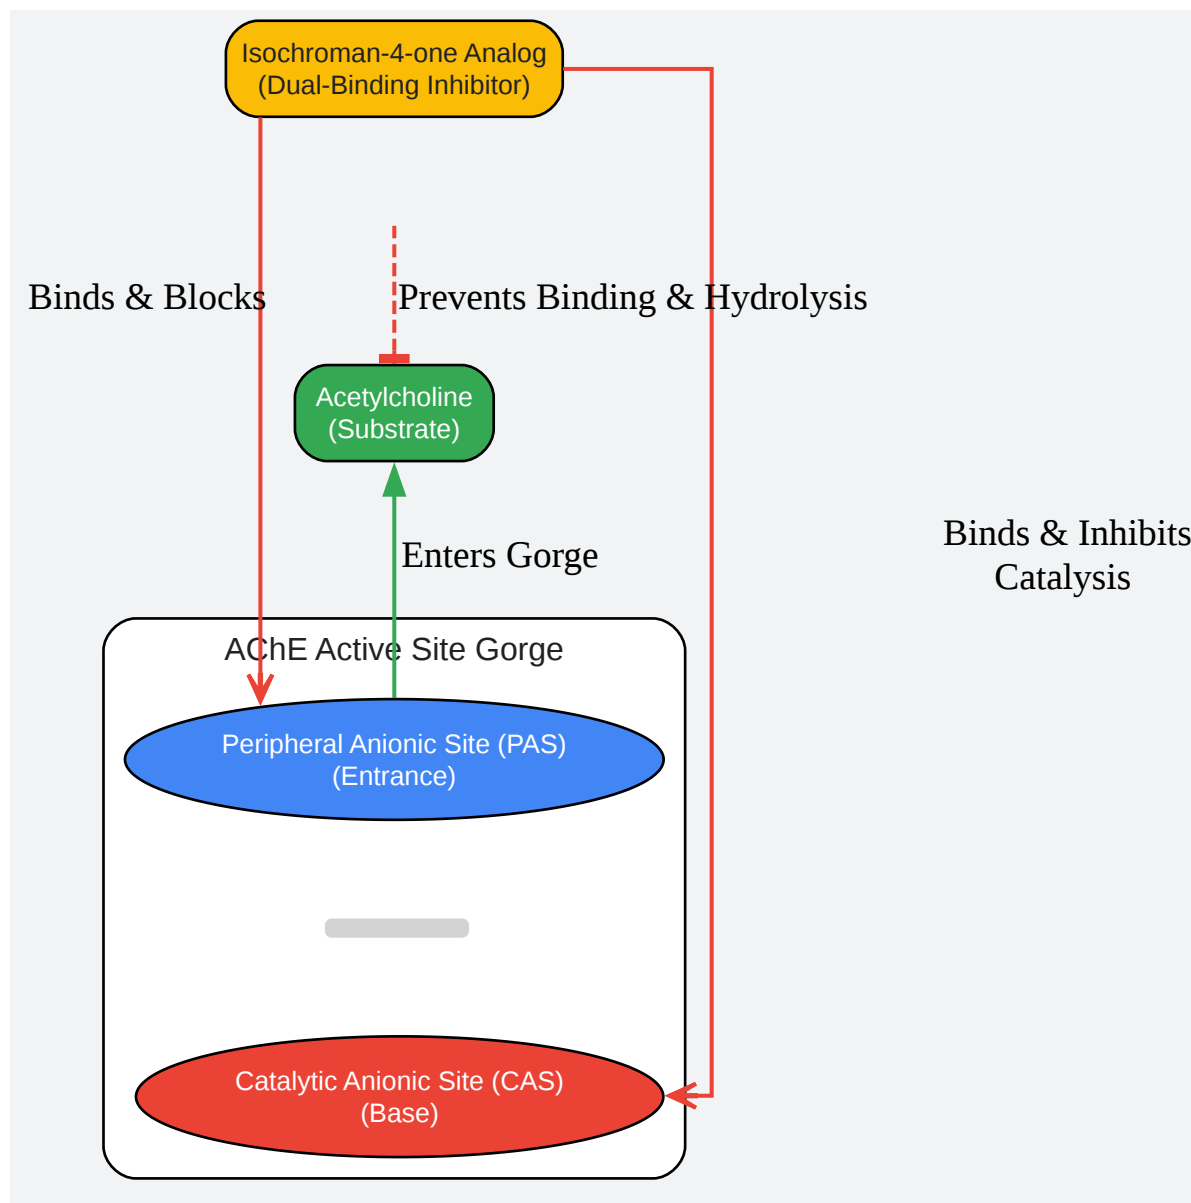 Isochroman-4-one Analog
(Dual-Binding Inhibitor)
Binds & Blocks
Prevents Binding & Hydrolysis
Acetylcholine
(Substrate)
Enters Gorge
Binds & Inhibits
Catalysis
AChE Active Site Gorge
Peripheral Anionic Site (PAS)
(Entrance)
Catalytic Anionic Site (CAS)
(Base)